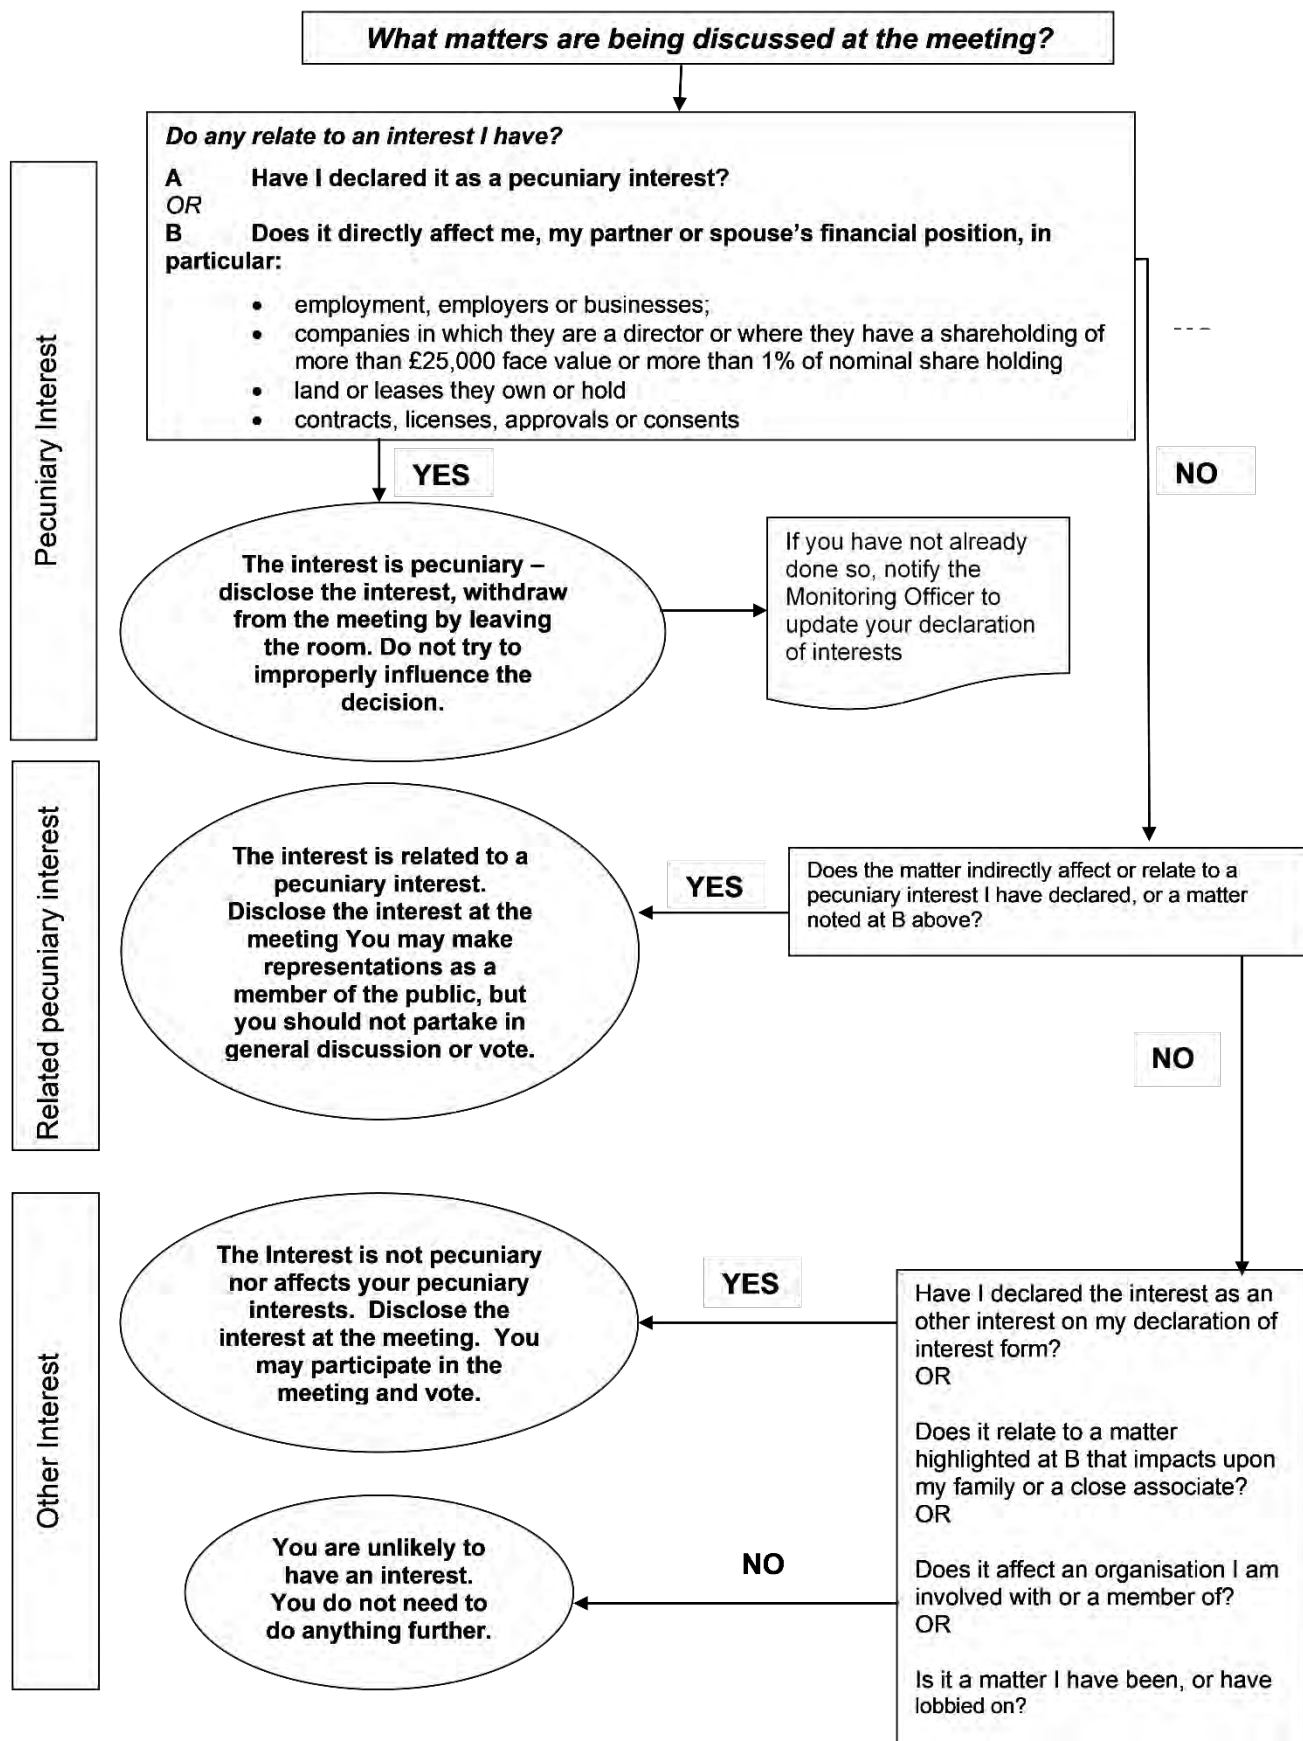 What matters are being discussed at the meeting?
Do any relate to an interest I have?
A Have I declared it as a pecuniary interest?
OR
B Does it directly affect me, my partner or spouse's financial position, in
particular:
• employment, employers or businesses;
• companies in which they are a director or where they have a shareholding of
more than £25,000 face value or more than 1% of nominal share holding
• land or leases they own or hold
• contracts, licenses, approvals or consents
Pecuniary Interest
YES
NO
The interest is pecuniary –
disclose the interest, withdraw
from the meeting by leaving
the room. Do not try to
improperly influence the
decision.
If you have not already
done so, notify the
Monitoring Officer to
update your declaration
of interests
Related pecuniary interest
The interest is related to a
pecuniary interest.
Disclose the interest at the
meeting You may make
representations as a
member of the public, but
you should not partake in
general discussion or vote.
YES
Does the matter indirectly affect or relate to a
pecuniary interest I have declared, or a matter
noted at B above?
NO
Other Interest
The Interest is not pecuniary
nor affects your pecuniary
interests. Disclose the
interest at the meeting. You
may participate in the
meeting and vote.
YES
Have I declared the interest as an
other interest on my declaration of
interest form?
OR
Does it relate to a matter
highlighted at B that impacts upon
my family or a close associate?
OR
Does it affect an organisation I am
involved with or a member of?
OR
Is it a matter I have been, or have
lobbied on?
NO
You are unlikely to
have an interest.
You do not need to
do anything further.